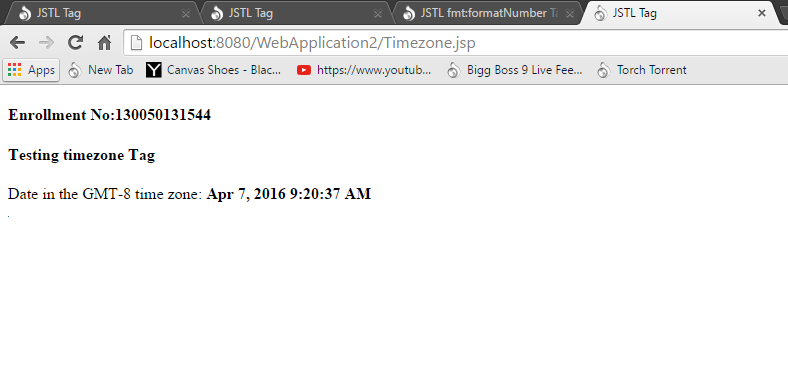 JSTL Tag
JSTL Tag
JSTL fmt:formatNumber
JSTL Tag
localhost:8080/WebApplication2/Timezone.jsp
Apps
New Tab
Canvas Shoes - Blac...
https://www.youtub...
Bigg Boss 9 Live Fee...
Torch Torrent
Enrollment No:130050131544
Testing timezone Tag
Date in the GMT-8 time zone: Apr 7, 2016 9:20:37 AM